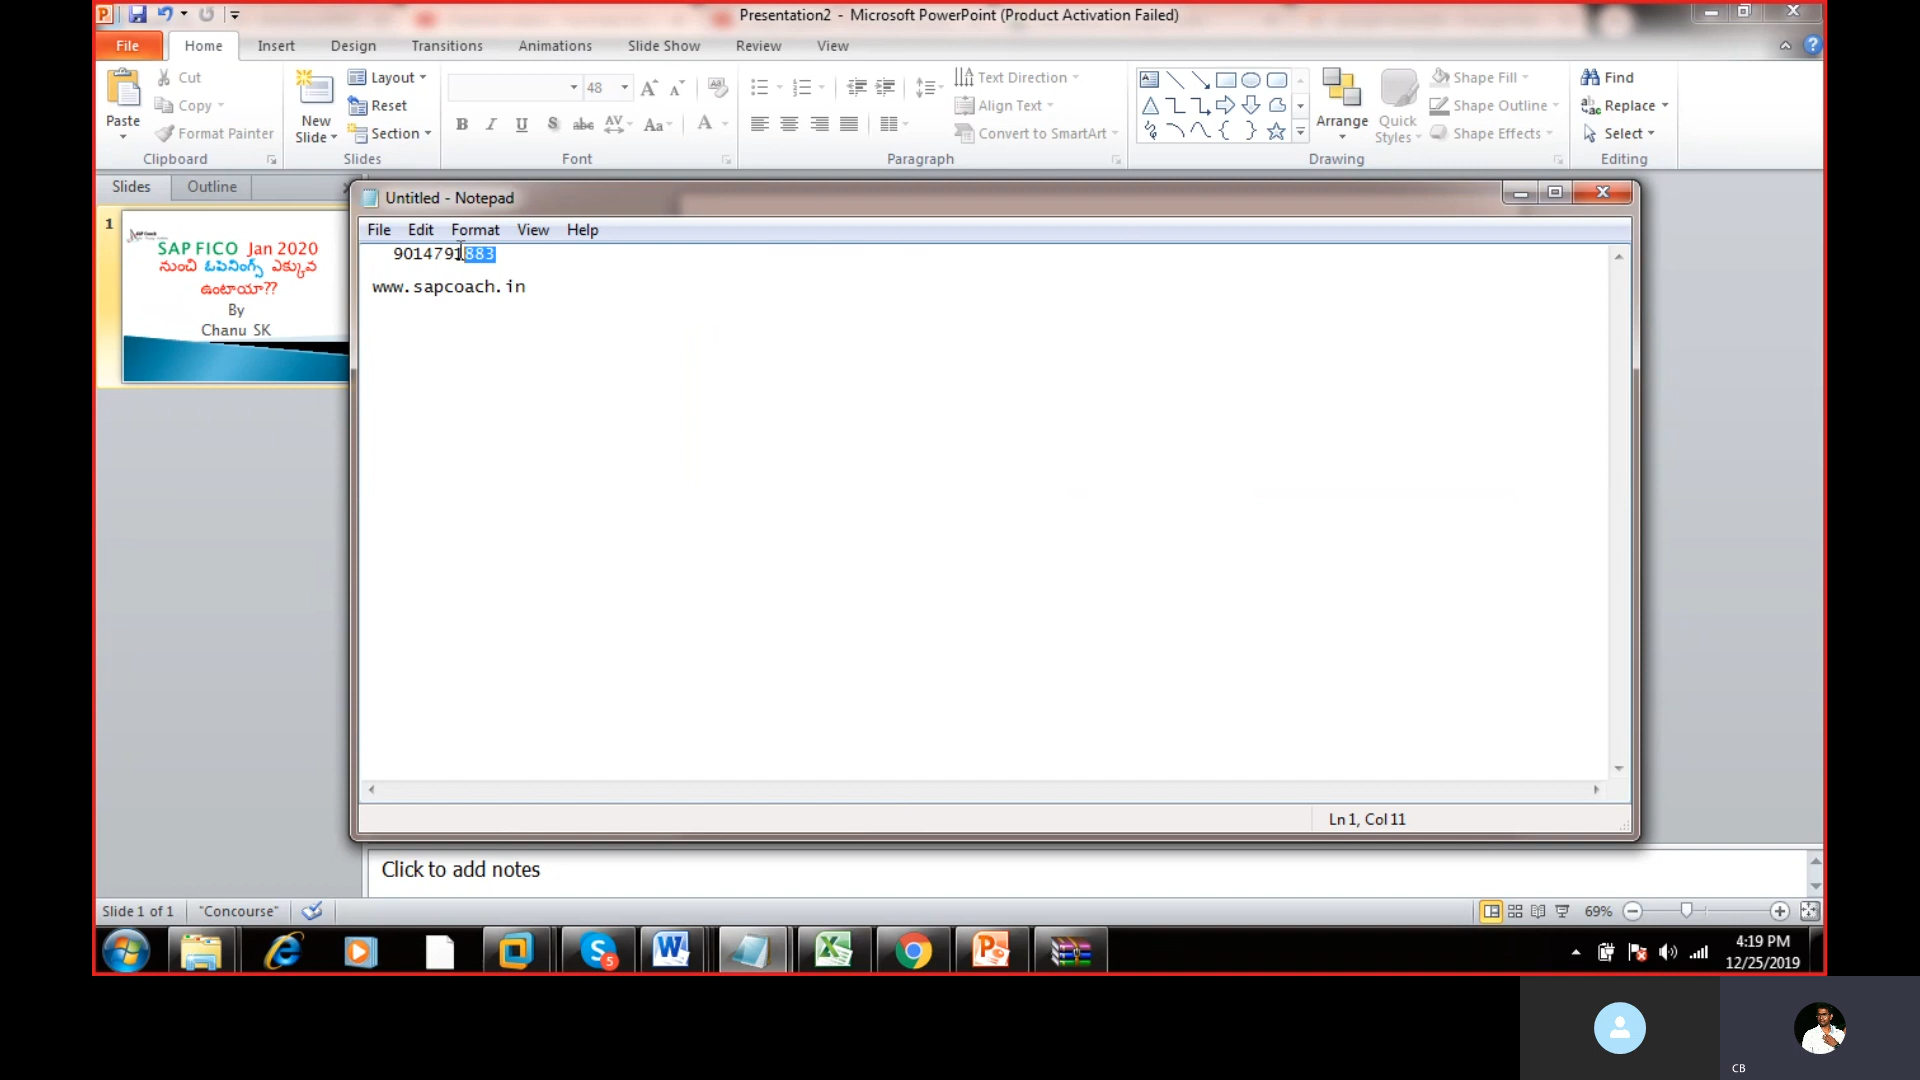 Presentation2 - Microsoft PowerPoint (Product Activation Failed)
File Home Insert Design Transitions Animations Slide Show Review View
Cut
Copy
Format Painter
Paste
Clipboard
New Slide
Layout
Reset
Section
Slides
48
Font
Text Direction
Align Text
Convert to SmartArt
Paragraph
Arrange
Quick Styles
Shape Fill
Shape Outline
Shape Effects
Drawing
Find
Replace
Select
Editing
Slides Outline
1
SAP FICO Jan 2020
నుంచి ఓపెనింగ్స్ ఎక్కువ
ఉంటాయా??
By
Chanu SK
Untitled - Notepad
File Edit Format View Help
9014791883
www.sapcoach.in
Ln 1, Col 11
Click to add notes
Slide 1 of 1 "Concourse" 69%
5
4:19 PM
12/25/2019
CB